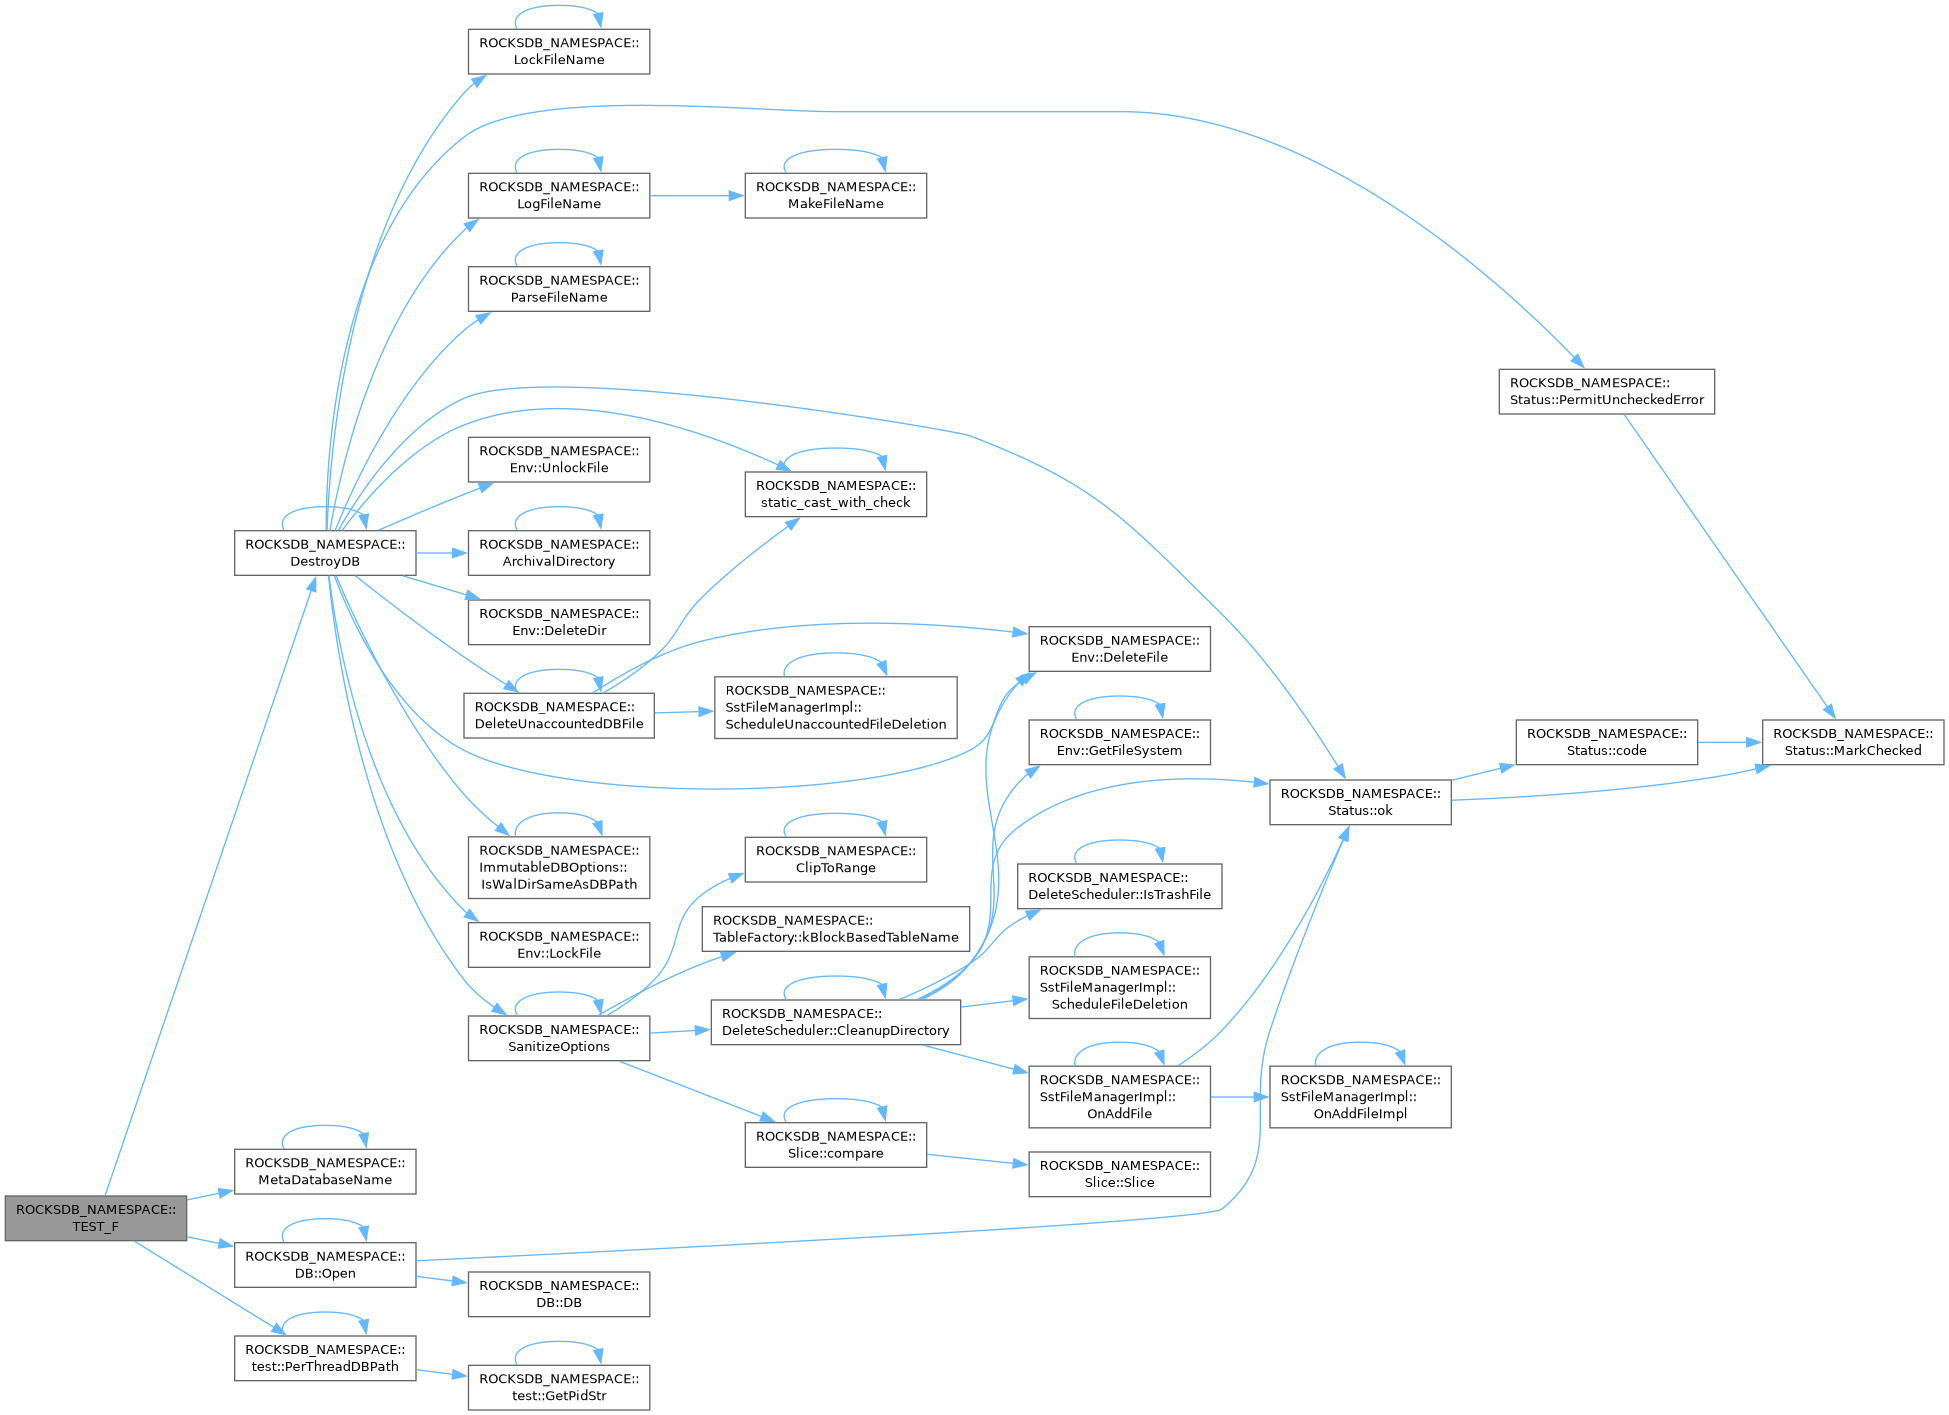 ROCKSDB_NAMESPACE::
LockFileName
ROCKSDB_NAMESPACE::
LogFileName
ROCKSDB_NAMESPACE::
MakeFileName
ROCKSDB_NAMESPACE::
ParseFileName
ROCKSDB_NAMESPACE::
Status::PermitUncheckedError
ROCKSDB_NAMESPACE::
Env::UnlockFile
ROCKSDB_NAMESPACE::
static_cast_with_check
ROCKSDB_NAMESPACE::
DestroyDB
ROCKSDB_NAMESPACE::
ArchivalDirectory
ROCKSDB_NAMESPACE::
Env::DeleteDir
ROCKSDB_NAMESPACE::
Env::DeleteFile
ROCKSDB_NAMESPACE::
DeleteUnaccountedDBFile
ROCKSDB_NAMESPACE::
SstFileManagerImpl::
ScheduleUnaccountedFileDeletion
ROCKSDB_NAMESPACE::
Env::GetFileSystem
ROCKSDB_NAMESPACE::
Status::code
ROCKSDB_NAMESPACE::
Status::MarkChecked
ROCKSDB_NAMESPACE::
Status::ok
ROCKSDB_NAMESPACE::
ImmutableDBOptions::
IsWalDirSameAsDBPath
ROCKSDB_NAMESPACE::
ClipToRange
ROCKSDB_NAMESPACE::
DeleteScheduler::IsTrashFile
ROCKSDB_NAMESPACE::
TableFactory::kBlockBasedTableName
ROCKSDB_NAMESPACE::
Env::LockFile
ROCKSDB_NAMESPACE::
SstFileManagerImpl::
ScheduleFileDeletion
ROCKSDB_NAMESPACE::
SanitizeOptions
ROCKSDB_NAMESPACE::
DeleteScheduler::CleanupDirectory
ROCKSDB_NAMESPACE::
SstFileManagerImpl::
OnAddFile
ROCKSDB_NAMESPACE::
SstFileManagerImpl::
OnAddFileImpl
ROCKSDB_NAMESPACE::
Slice::compare
ROCKSDB_NAMESPACE::
Slice::Slice
ROCKSDB_NAMESPACE::
MetaDatabaseName
ROCKSDB_NAMESPACE::
TEST_F
ROCKSDB_NAMESPACE::
DB::Open
ROCKSDB_NAMESPACE::
DB::DB
ROCKSDB_NAMESPACE::
test::PerThreadDBPath
ROCKSDB_NAMESPACE::
test::GetPidStr